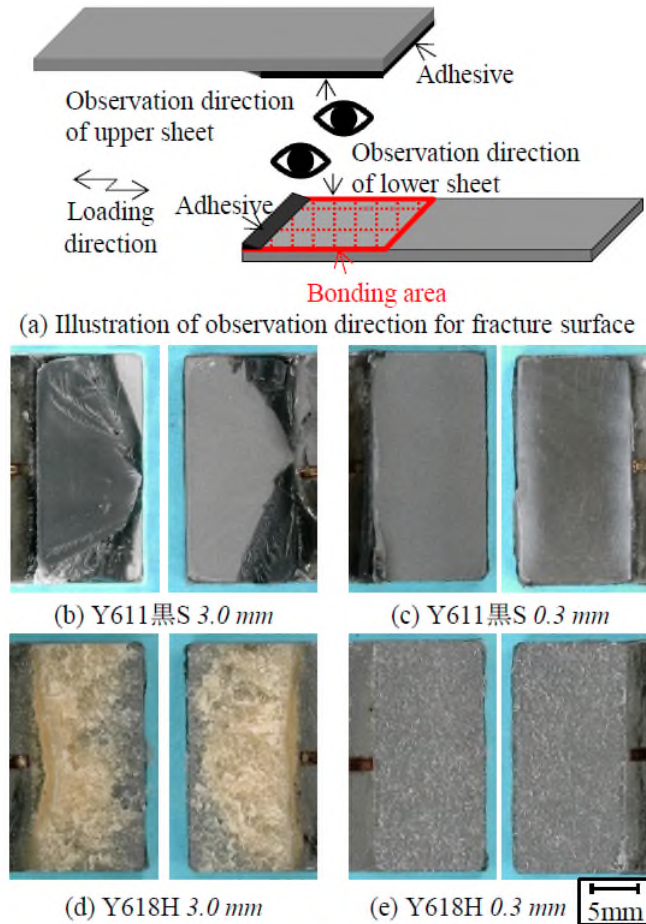 Adhesive
Observation direction
of upper sheet
Observation direction
of lower sheet
Loading
direction
Adhesive
Bonding area
(a) Illustration of observation direction for fracture surface
(b) Y611黒S 3.0 mm
(c) Y611黒S 0.3 mm
(d) Y618H 3.0 mm
(e) Y618H 0.3 mm
5mm